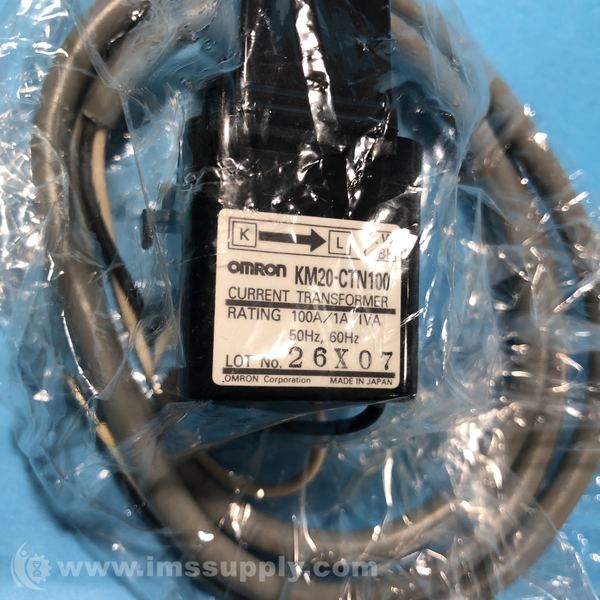 K L
OMRON KM20-CTN100
CURRENT TRANSFORMER
RATING 100A/1A 1VA
50Hz, 60Hz
LOT No. 26X07
OMRON Corporation MADE IN JAPAN
www.imssupply.com